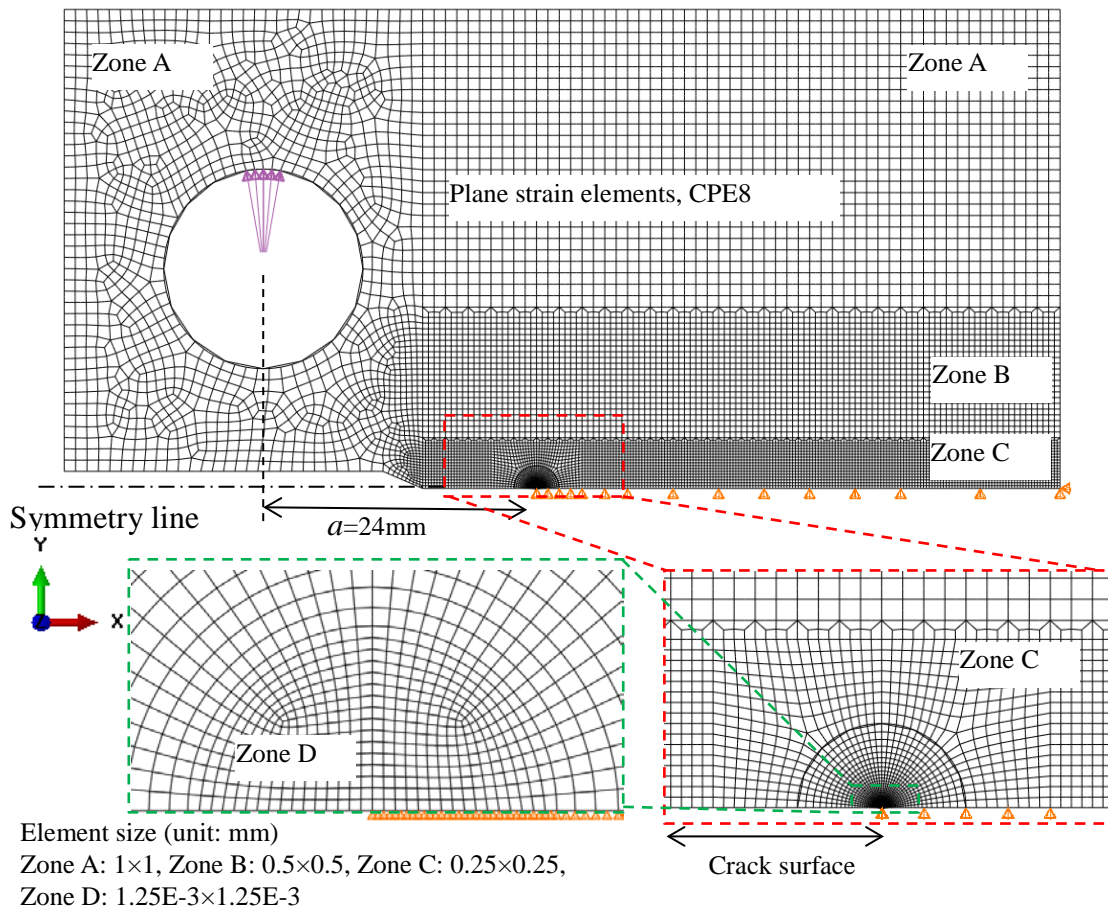 Zone A
Zone A
Plane strain elements, CPE8
Zone B
Zone C
a=24mm
Symmetry line
Y
X
Zone C
Zone D
Crack surface
Element size (unit: mm)
Zone A: 1×1, Zone B: 0.5×0.5, Zone C: 0.25×0.25,
Zone D: 1.25E-3×1.25E-3